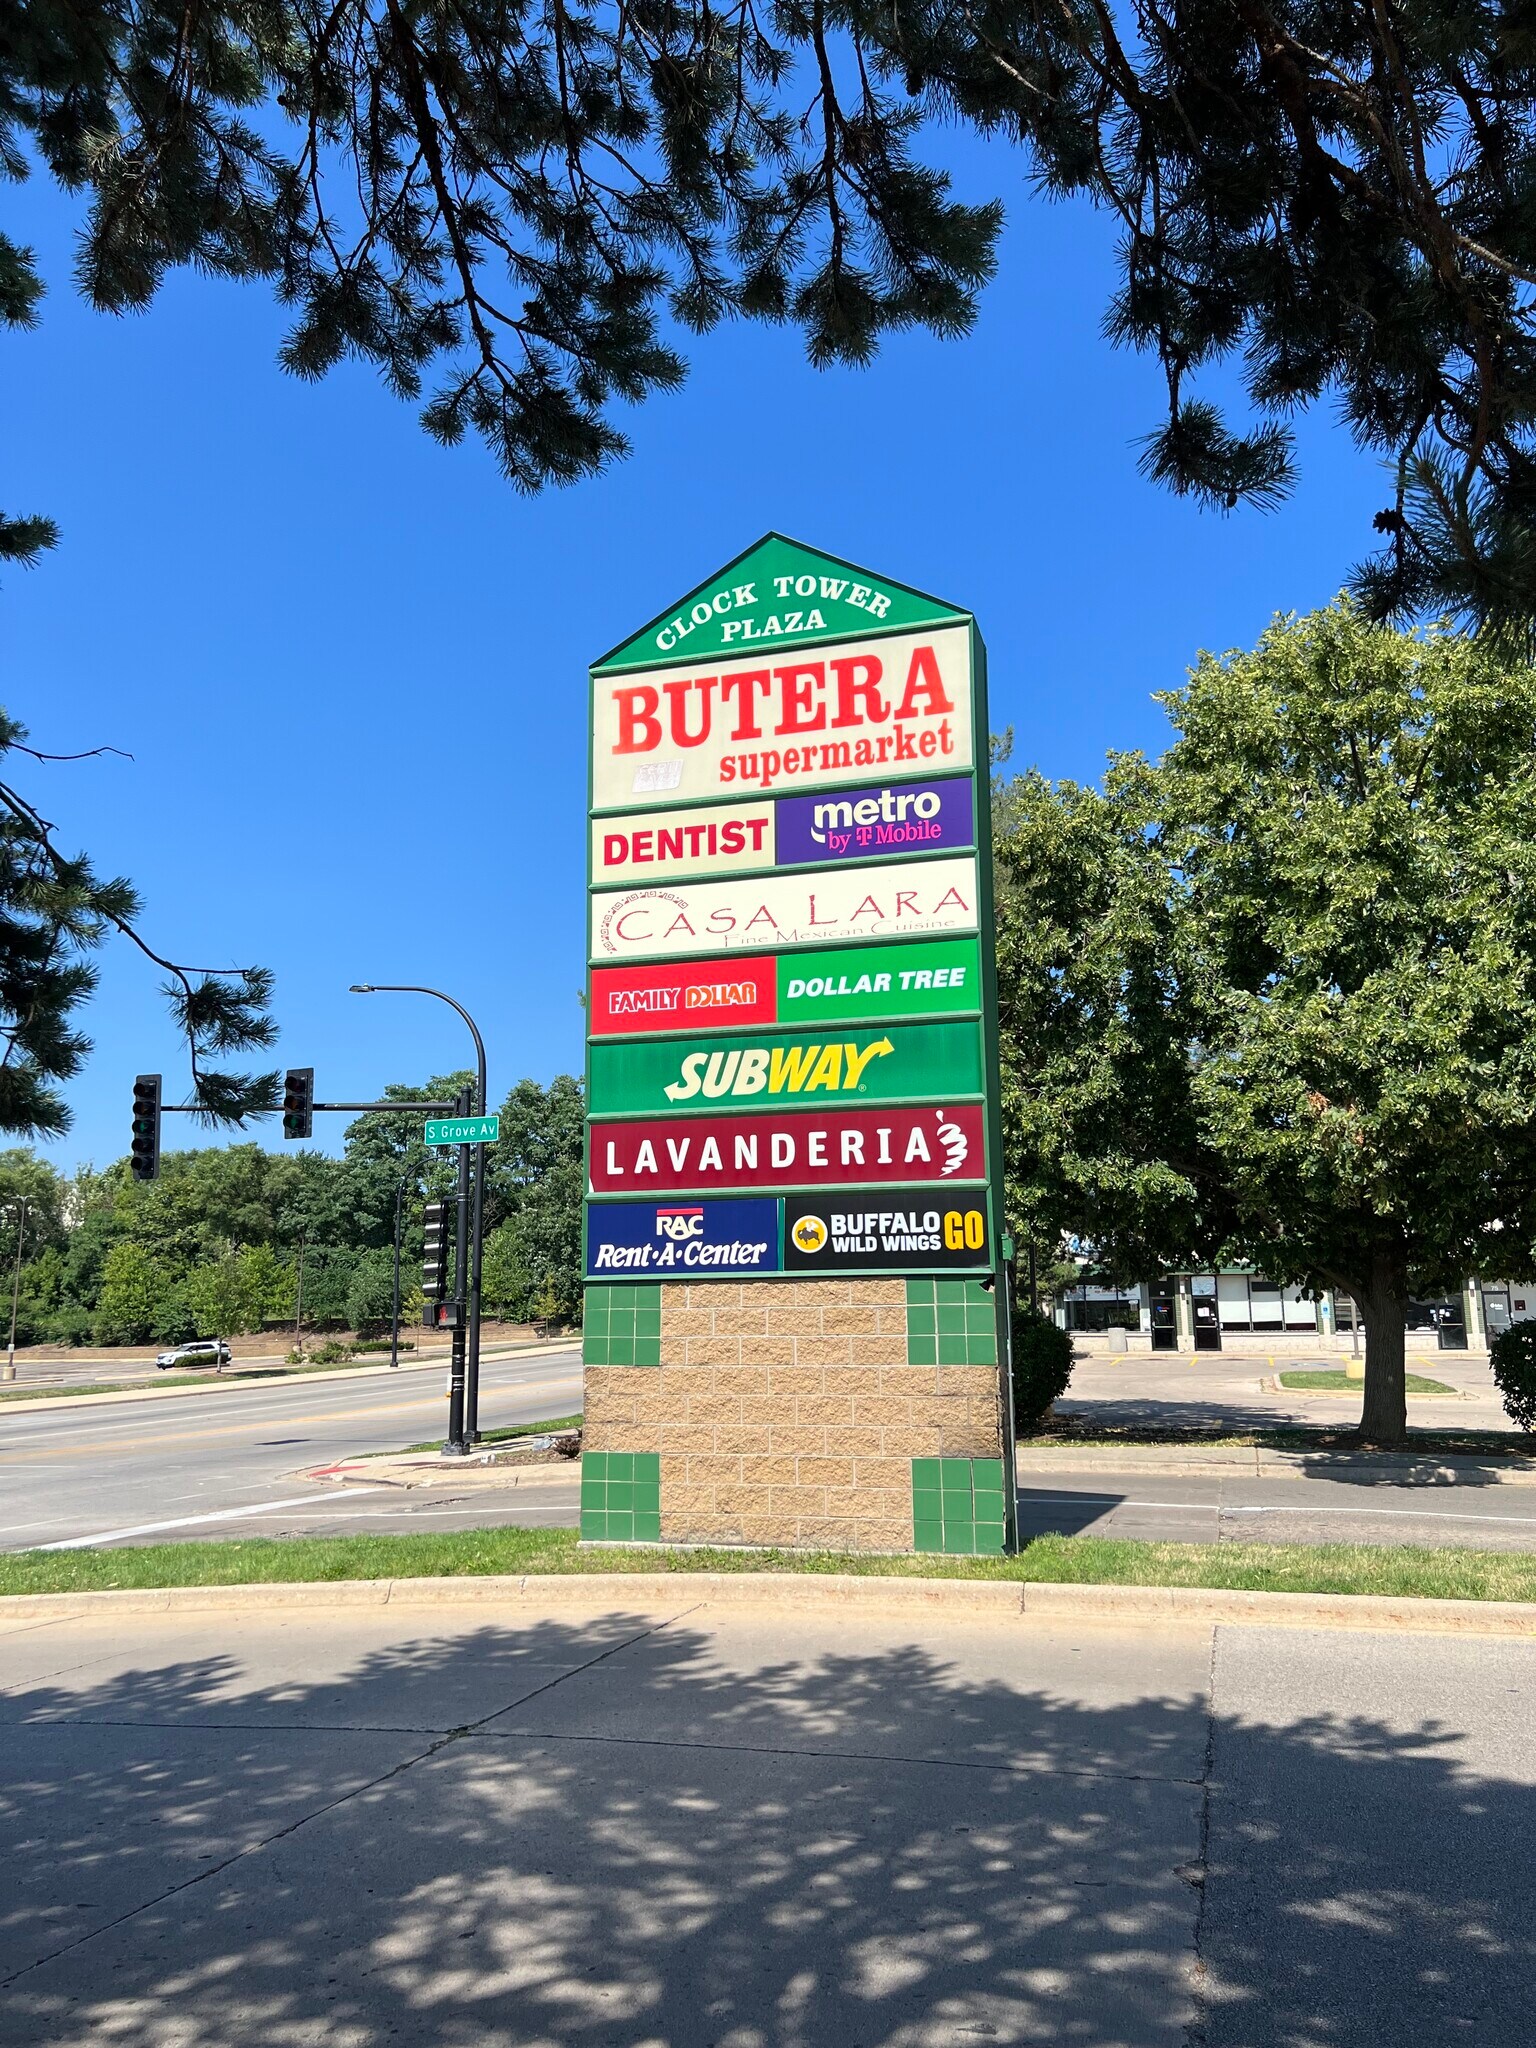 CLOCK TOWER
PLAZA
BUTERA
supermarket
DENTIST
metro
by T Mobile
CASA LARA
Fine Mexican Cuisine
FAMILY DOLLAR
DOLLAR TREE
SUBWAY®
LAVANDERIA
RAC
Rent·A·Center
BUFFALO
WILD WINGS
GO
S Grove Av